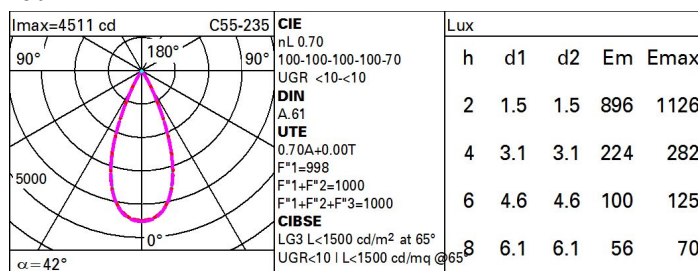 Imax=4511 cd
C55-235
90°
180°
90°
5000
0°
α=42°
CIE
nL 0.70
100-100-100-100-70
UGR <10-<10
DIN
A.61
UTE
0.70A+0.00T
F"1=998
F"1+F"2=1000
F"1+F"2+F"3=1000
CIBSE
LG3 L<1500 cd/m² at 65°
UGR<10 | L<1500 cd/mq @65°
Lux
h d1 d2 Em Emax
2 1.5 1.5 896 1126
4 3.1 3.1 224 282
6 4.6 4.6 100 125
8 6.1 6.1 56 70